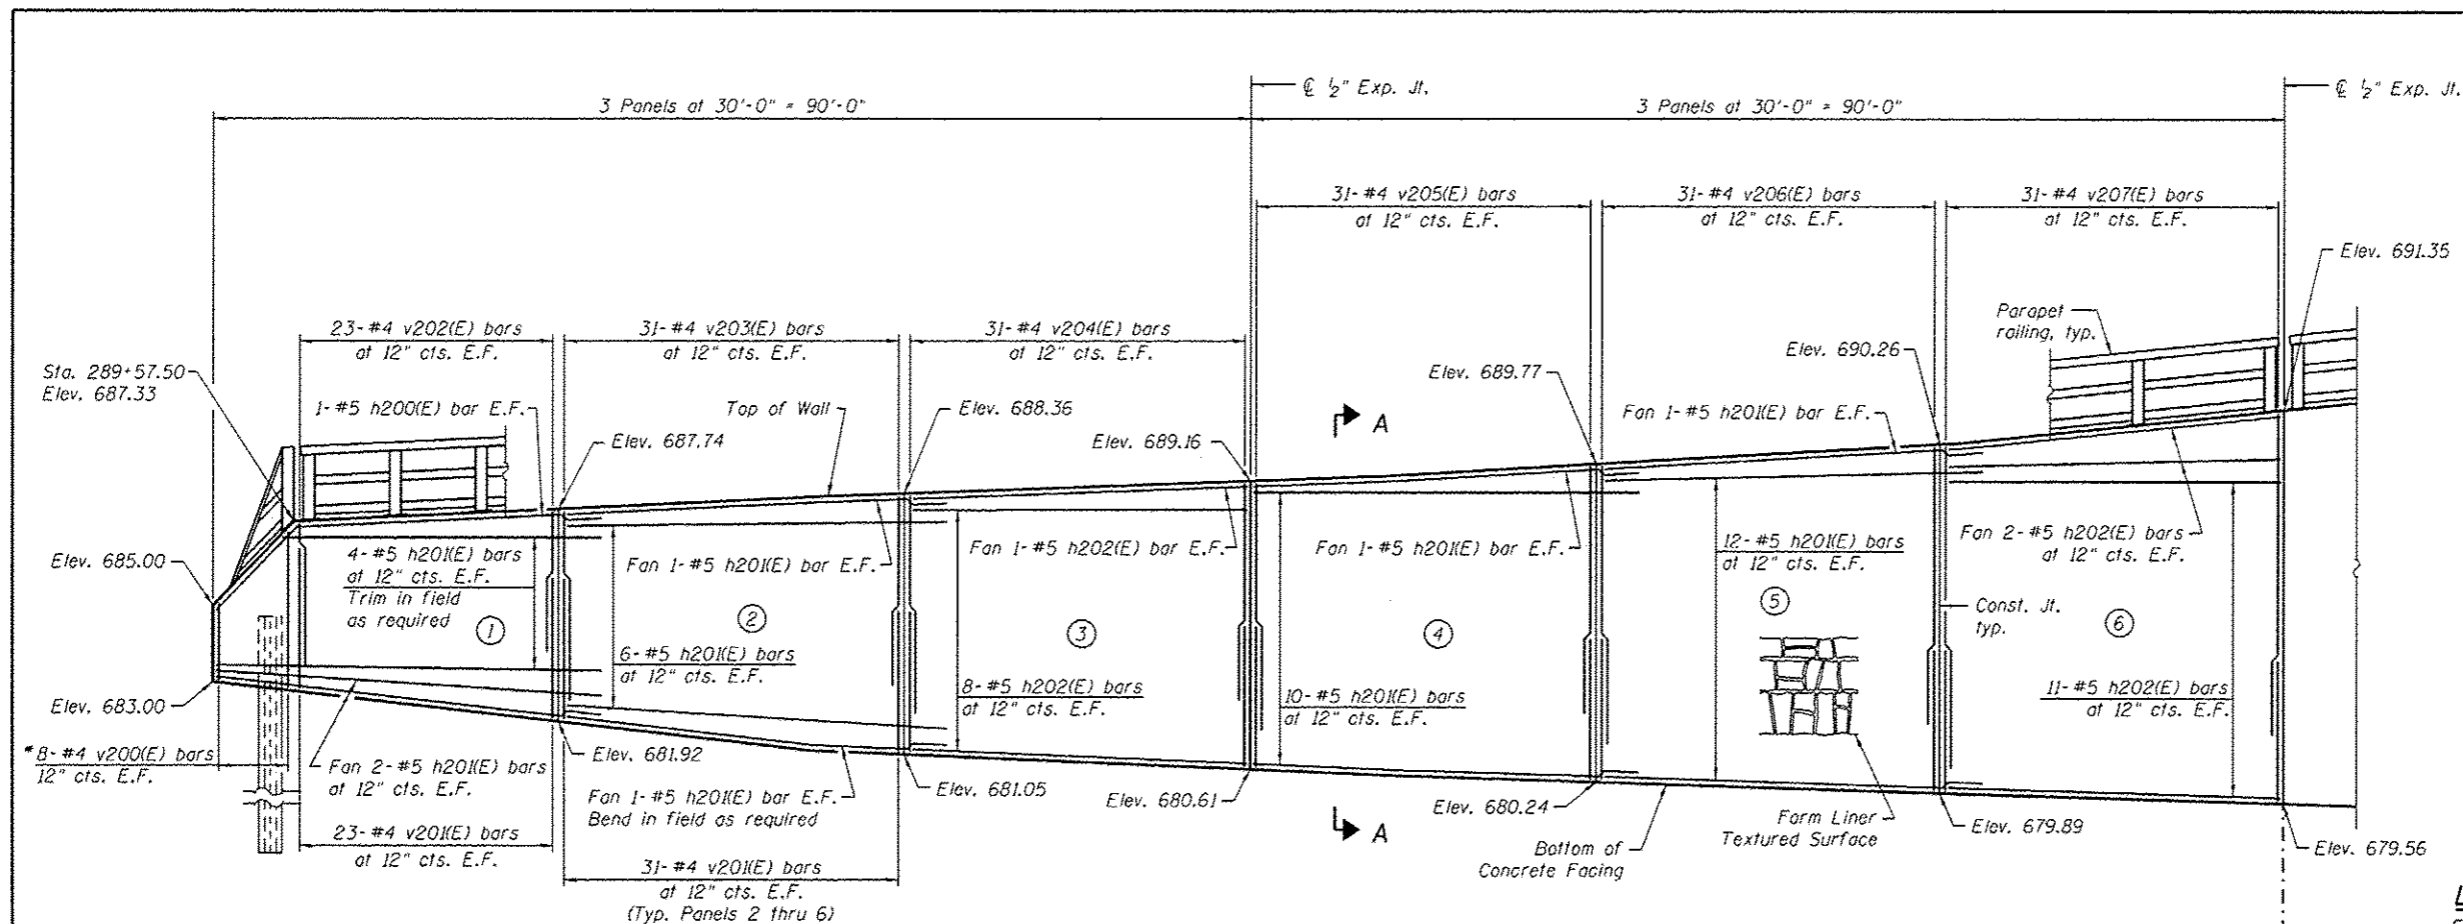 ℄ ½" Exp. Jt.
℄ ½" Exp. Jt.
3 Panels at 30'-0" = 90'-0"
3 Panels at 30'-0" = 90'-0"
31-#4 v205(E) bars
at 12" cts. E.F.
31-#4 v206(E) bars
at 12" cts. E.F.
31-#4 v207(E) bars
at 12" cts. E.F.
Elev. 691.35
Parapet
railing, typ.
23-#4 v202(E) bars
at 12" cts. E.F.
31-#4 v203(E) bars
at 12" cts. E.F.
31-#4 v204(E) bars
at 12" cts. E.F.
Elev. 690.26
Sta. 289+57.50
Elev. 687.33
Elev. 689.77
1-#5 h200(E) bar E.F.
Top of Wall
Elev. 688.36
A
Fan 1-#5 h201(E) bar E.F.
Elev. 687.74
Elev. 689.16
Elev. 685.00
4-#5 h201(E) bars
at 12" cts. E.F.
Trim in field
as required
Fan 1-#5 h201(E) bar E.F.
Fan 1-#5 h202(E) bar E.F.
Fan 1-#5 h201(E) bar E.F.
12-#5 h201(E) bars
at 12" cts. E.F.
Fan 2-#5 h202(E) bars
at 12" cts. E.F.
1
2
3
4
5
6
Const. Jt.
typ.
6-#5 h201(E) bars
at 12" cts. E.F.
8-#5 h202(E) bars
at 12" cts. E.F.
10-#5 h201(E) bars
at 12" cts. E.F.
11-#5 h202(E) bars
at 12" cts. E.F.
Elev. 683.00
*8-#4 v200(E) bars
12" cts. E.F.
Fan 2-#5 h201(E) bars
at 12" cts. E.F.
Elev. 681.92
Fan 1-#5 h201(E) bar E.F.
Bend in field as required
Elev. 681.05
Elev. 680.61
A
Elev. 680.24
Form Liner
Textured Surface
Elev. 679.89
Elev. 679.56
23-#4 v201(E) bars
at 12" cts. E.F.
31-#4 v201(E) bars
at 12" cts. E.F.
(Typ. Panels 2 thru 6)
Bottom of
Concrete Facing